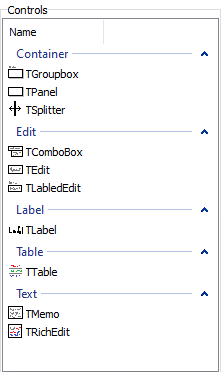 Controls
Name
Container
TGroupbox
TPanel
TSplitter
Edit
TComboBox
TEdit
TLabledEdit
Label
TLabel
Table
TTable
Text
TMemo
TRichEdit